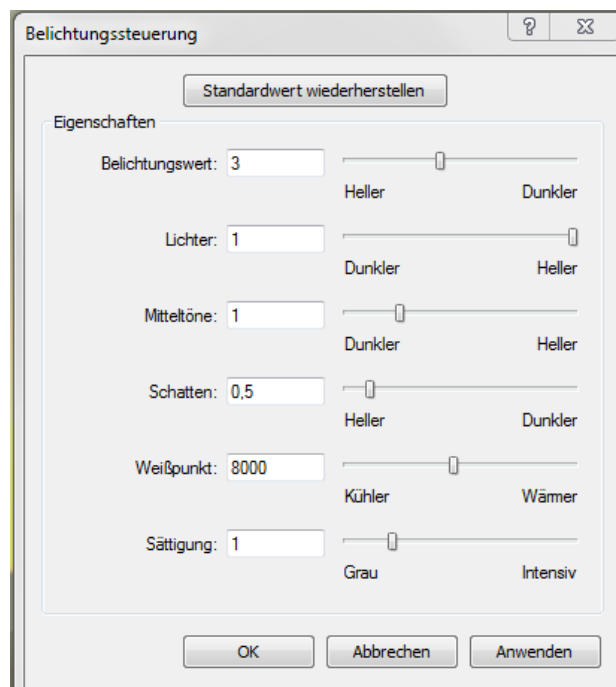 Belichtungssteuerung
Standardwert wiederherstellen
Eigenschaften
Belichtungswert: 3
Heller Dunkler
Lichter: 1
Dunkler Heller
Mitteltöne: 1
Dunkler Heller
Schatten: 0,5
Heller Dunkler
Weißpunkt: 8000
Kühler Wärmer
Sättigung: 1
Grau Intensiv
OK Abbrechen Anwenden